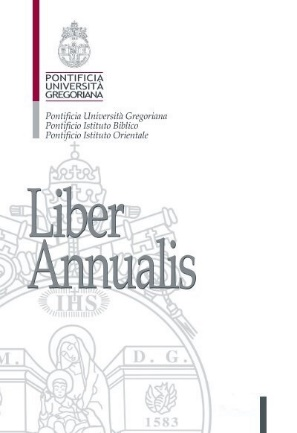 PONTIFICIA
UNIVERSITÀ
GREGORIANA
Pontificia Università Gregoriana
Pontificio Istituto Biblico
Pontificio Istituto Orientale
Liber
Annualis
IHS
M. D. G.
1583